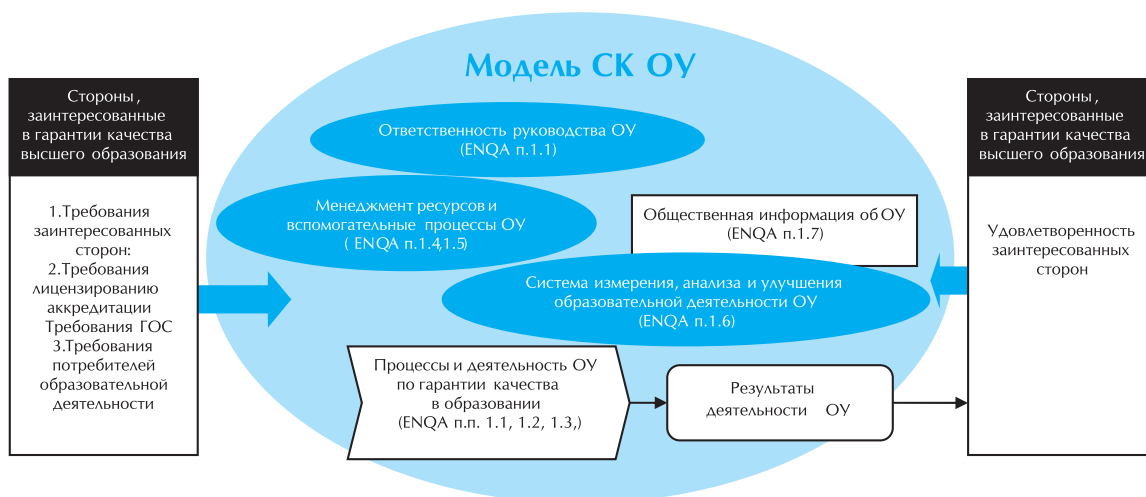 Модель СК ОУ
Стороны,
заинтересованные
в гарантии качества
высшего образования
1.Требования
заинтересованных
сторон:
2.Требования
лицензированию
аккредитации
Требования ГОС
3.Требования
потребителей
образовательной
деятельности
Ответственность руководства ОУ
(ENQA п.1.1)
Менеджмент ресурсов и
вспомогательные процессы ОУ
( ENQA п.1.4,1.5)
Общественная информация об ОУ
(ENQA п.1.7)
Система измерения, анализа и улучшения
образовательной деятельности ОУ
(ENQA п.1.6)
Процессы и деятельность ОУ
по гарантии качества
в образовании
(ENQA п.п. 1.1, 1.2, 1.3,)
Результаты
деятельности ОУ
Стороны,
заинтересованные
в гарантии качества
высшего образования
Удовлетворенность
заинтересованных
сторон